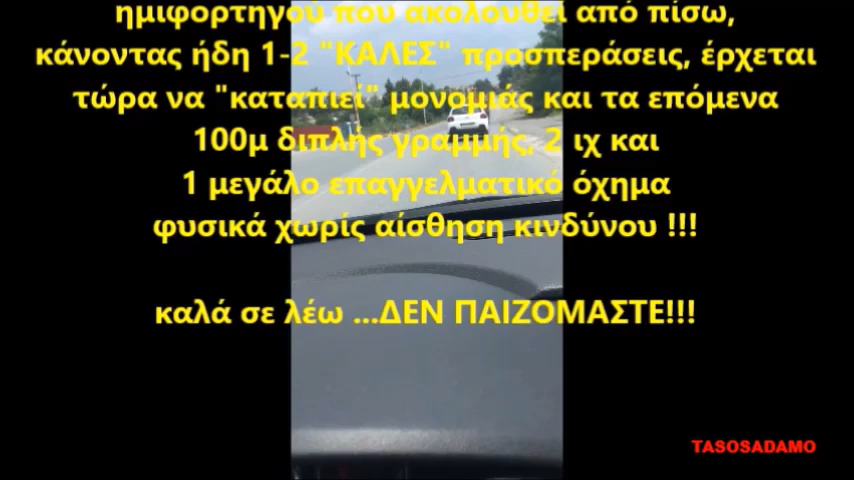 ημιφορτηγού που ακολουθεί από πίσω,
κάνοντας ήδη 1-2 "ΚΑΛΕΣ" προσπεράσεις, έρχεται
τώρα να "καταπιεί" μονομιάς και τα επόμενα
100μ διπλής γραμμής, 2 ιχ και
1 μεγάλο επαγγελματικό όχημα
φυσικά χωρίς αίσθηση κινδύνου !!!
καλά σε λέω ...ΔΕΝ ΠΑΙΖΟΜΑΣΤΕ!!!
TASOSADAMO